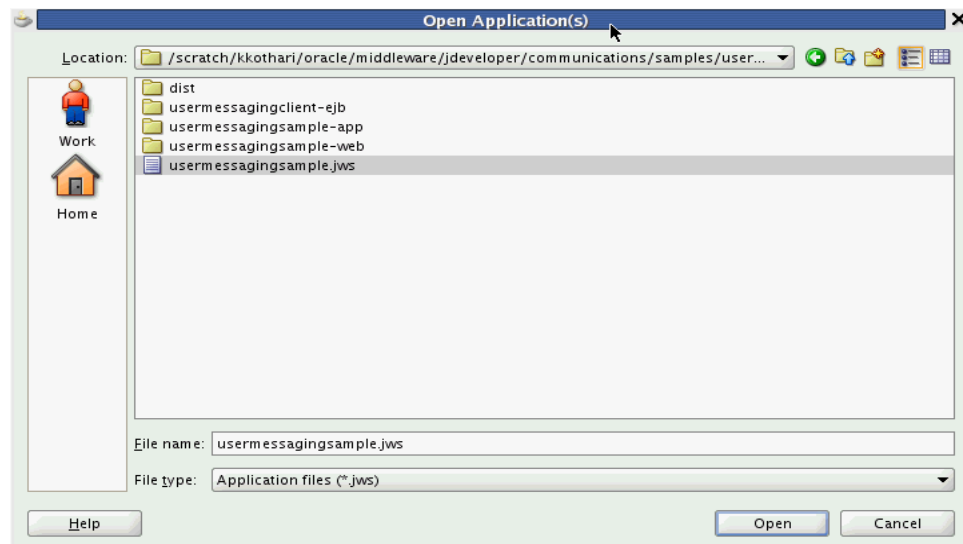 Open Application(s)
Location: /scratch/kkothari/oracle/middleware/jdeveloper/communications/samples/user...
Work
Home
dist
usermessagingclient-ejb
usermessagingsample-app
usermessagingsample-web
usermessagingsample.jws
File name: usermessagingsample.jws
File type: Application files (*.jws)
Help Open Cancel